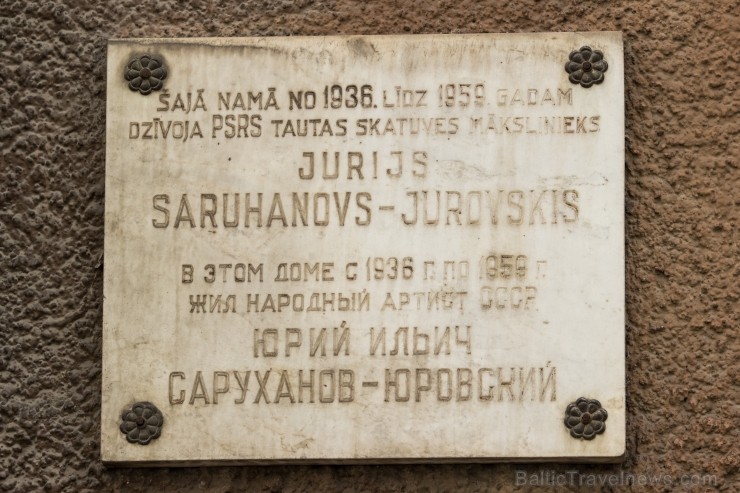 ŠAJĀ NAMĀ NO 1936. LĪDZ 1959. GADAM
DZĪVOJA PSRS TAUTAS SKATUVES MĀKSLINIEKS
JURIJS
SARUHANOVS-JUROVSKIS
В ЭТОМ ДОМЕ С 1936 Г. ПО 1959 Г.
ЖИЛ НАРОДНЫЙ АРТИСТ СССР
ЮРИЙ ИЛЬИЧ
САРУХАНОВ-ЮРОВСКИЙ
BalticTravelnews.com